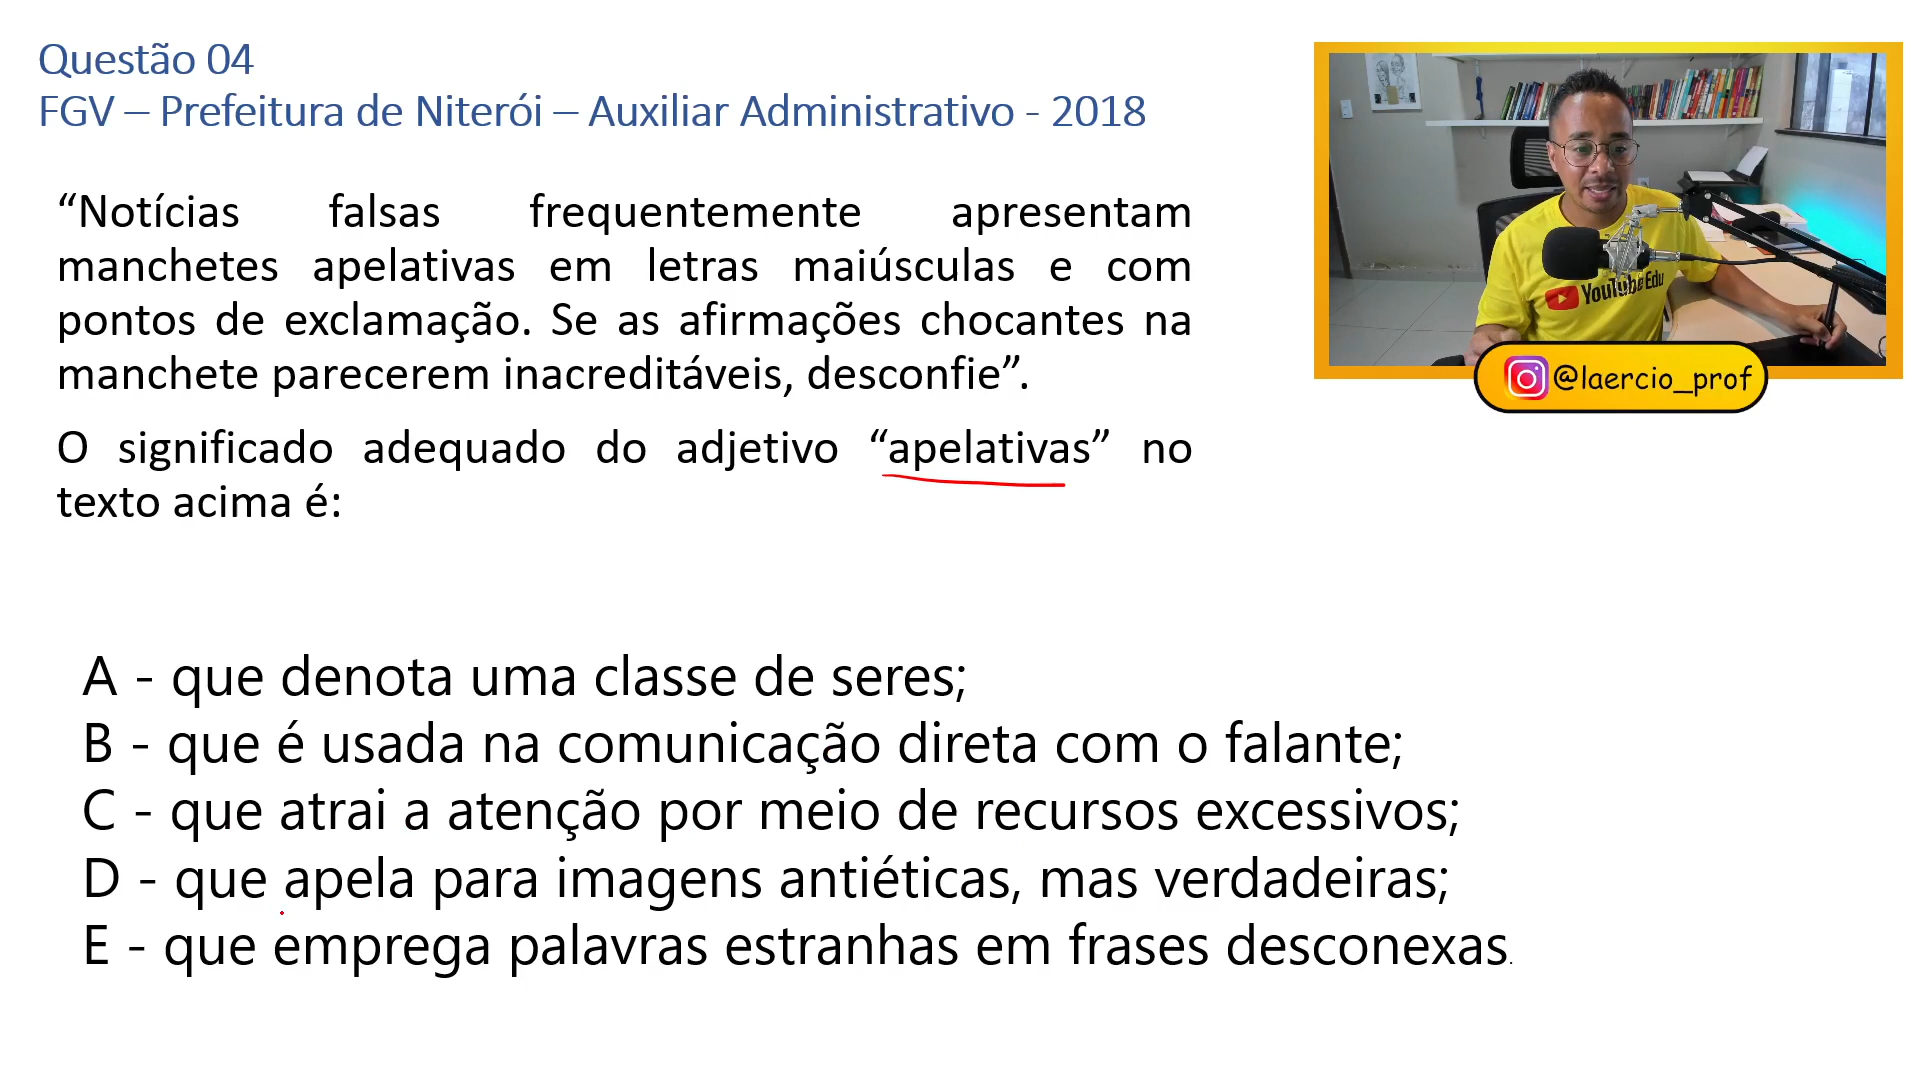 Questão 04
FGV – Prefeitura de Niterói – Auxiliar Administrativo - 2018
“Notícias falsas frequentemente apresentam
manchetes apelativas em letras maiúsculas e com
pontos de exclamação. Se as afirmações chocantes na
manchete parecerem inacreditáveis, desconfie”.
O significado adequado do adjetivo “apelativas” no
texto acima é:
A - que denota uma classe de seres;
B - que é usada na comunicação direta com o falante;
C - que atrai a atenção por meio de recursos excessivos;
D - que apela para imagens antiéticas, mas verdadeiras;
E - que emprega palavras estranhas em frases desconexas.
YouTube Edu
@laercio_prof